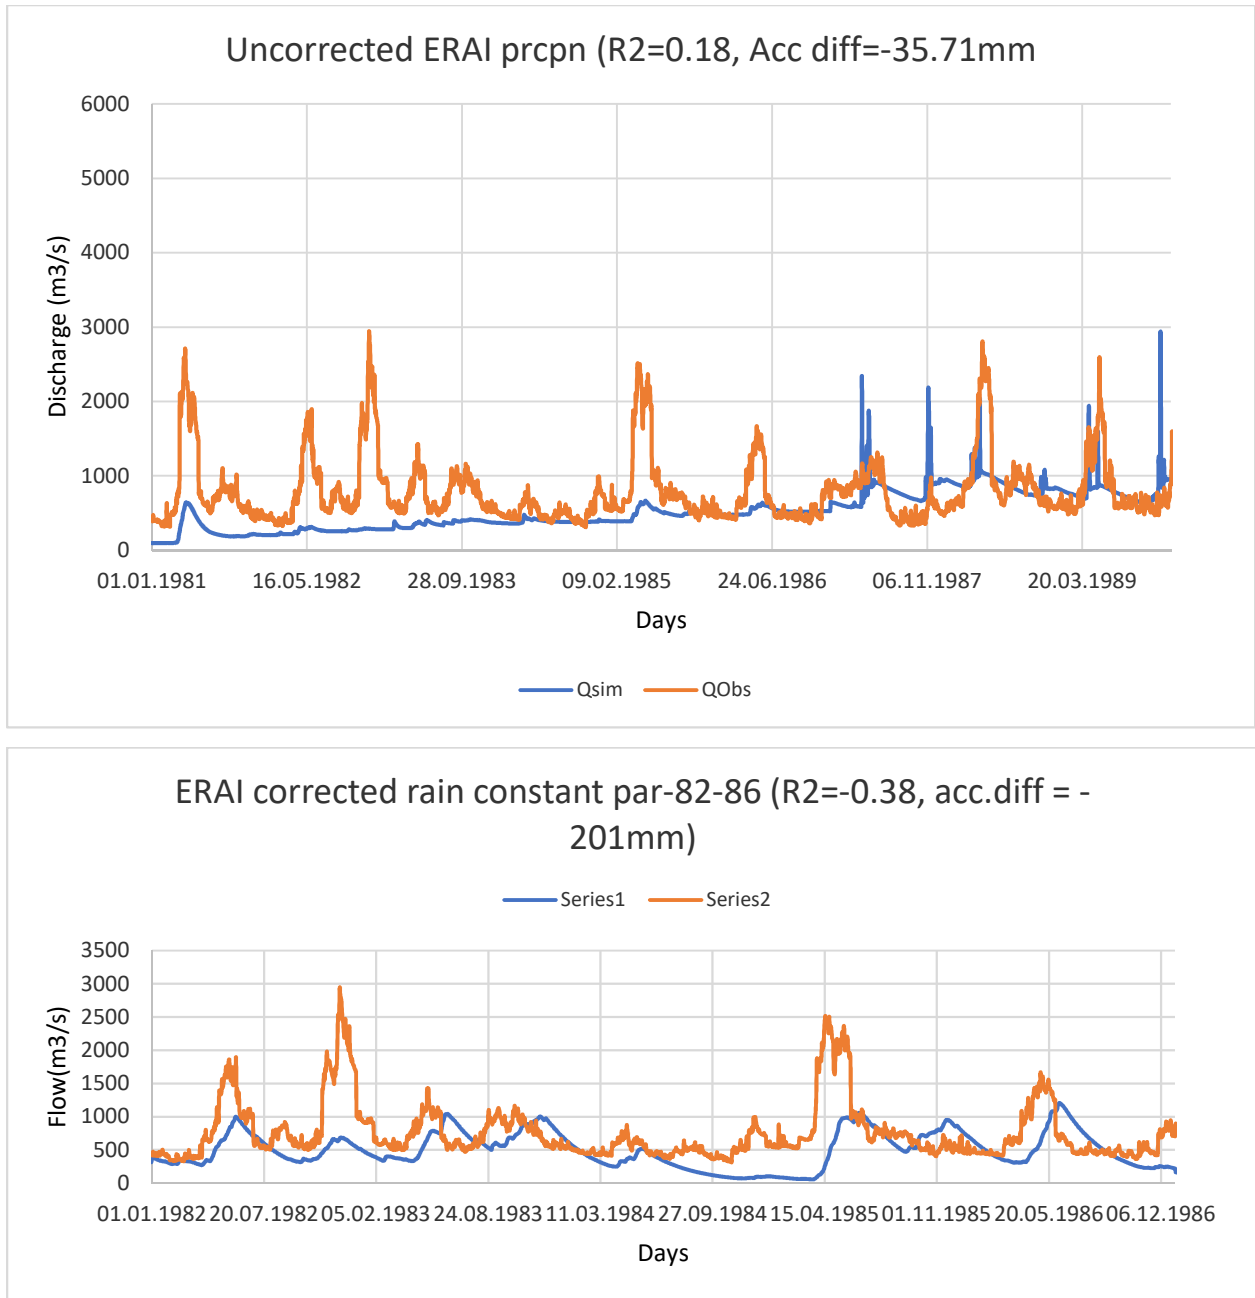 Uncorrected ERAI prcpn (R2=0.18, Acc diff=-35.71mm
6000
5000
4000
3000
2000
1000
0
Discharge (m3/s)
01.01.1981 16.05.1982 28.09.1983 09.02.1985 24.06.1986 06.11.1987 20.03.1989
Days
Qsim QObs
ERAI corrected rain constant par-82-86 (R2=-0.38, acc.diff = -
201mm)
Series1 Series2
3500
3000
2500
2000
1500
1000
500
0
Flow(m3/s)
01.01.1982 20.07.1982 05.02.1983 24.08.1983 11.03.1984 27.09.1984 15.04.1985 01.11.1985 20.05.1986 06.12.1986
Days